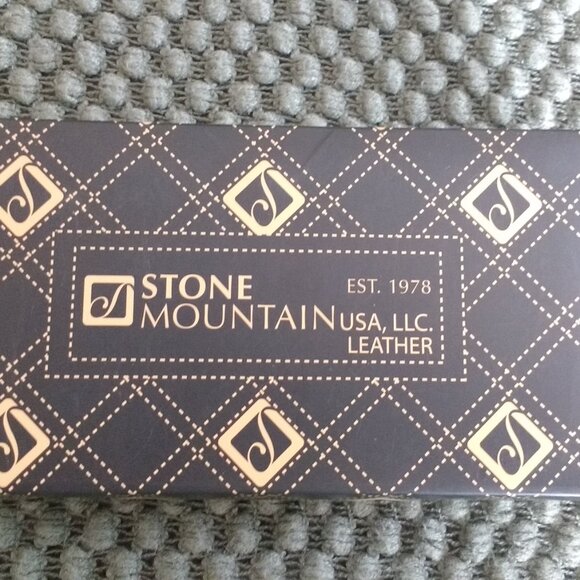 STONE EST. 1978
MOUNTAIN USA, LLC.
LEATHER